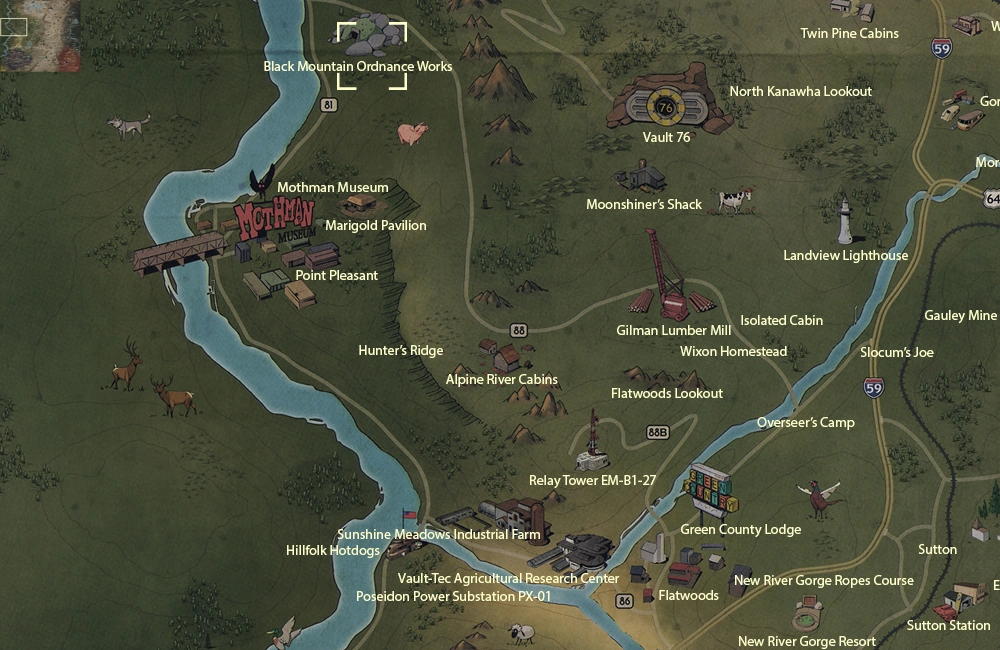 Twin Pine Cabins
59
Black Mountain Ordnance Works
North Kanawha Lookout
81
76
Vault 76
Mothman Museum
Moonshiner's Shack
64
MOTHMAN
MUSEUM
Marigold Pavilion
Landview Lighthouse
Point Pleasant
Gauley Mine
Isolated Cabin
88
Gilman Lumber Mill
Hunter's Ridge
Wixon Homestead
Slocum's Joe
Alpine River Cabins
59
Flatwoods Lookout
Overseer's Camp
88B
Relay Tower EM-B1-27
GREEN
COUNTRY
Green County Lodge
Sunshine Meadows Industrial Farm
Hillfolk Hotdogs
Sutton
Vault-Tec Agricultural Research Center
New River Gorge Ropes Course
Poseidon Power Substation PX-01
86
Flatwoods
Sutton Station
New River Gorge Resort